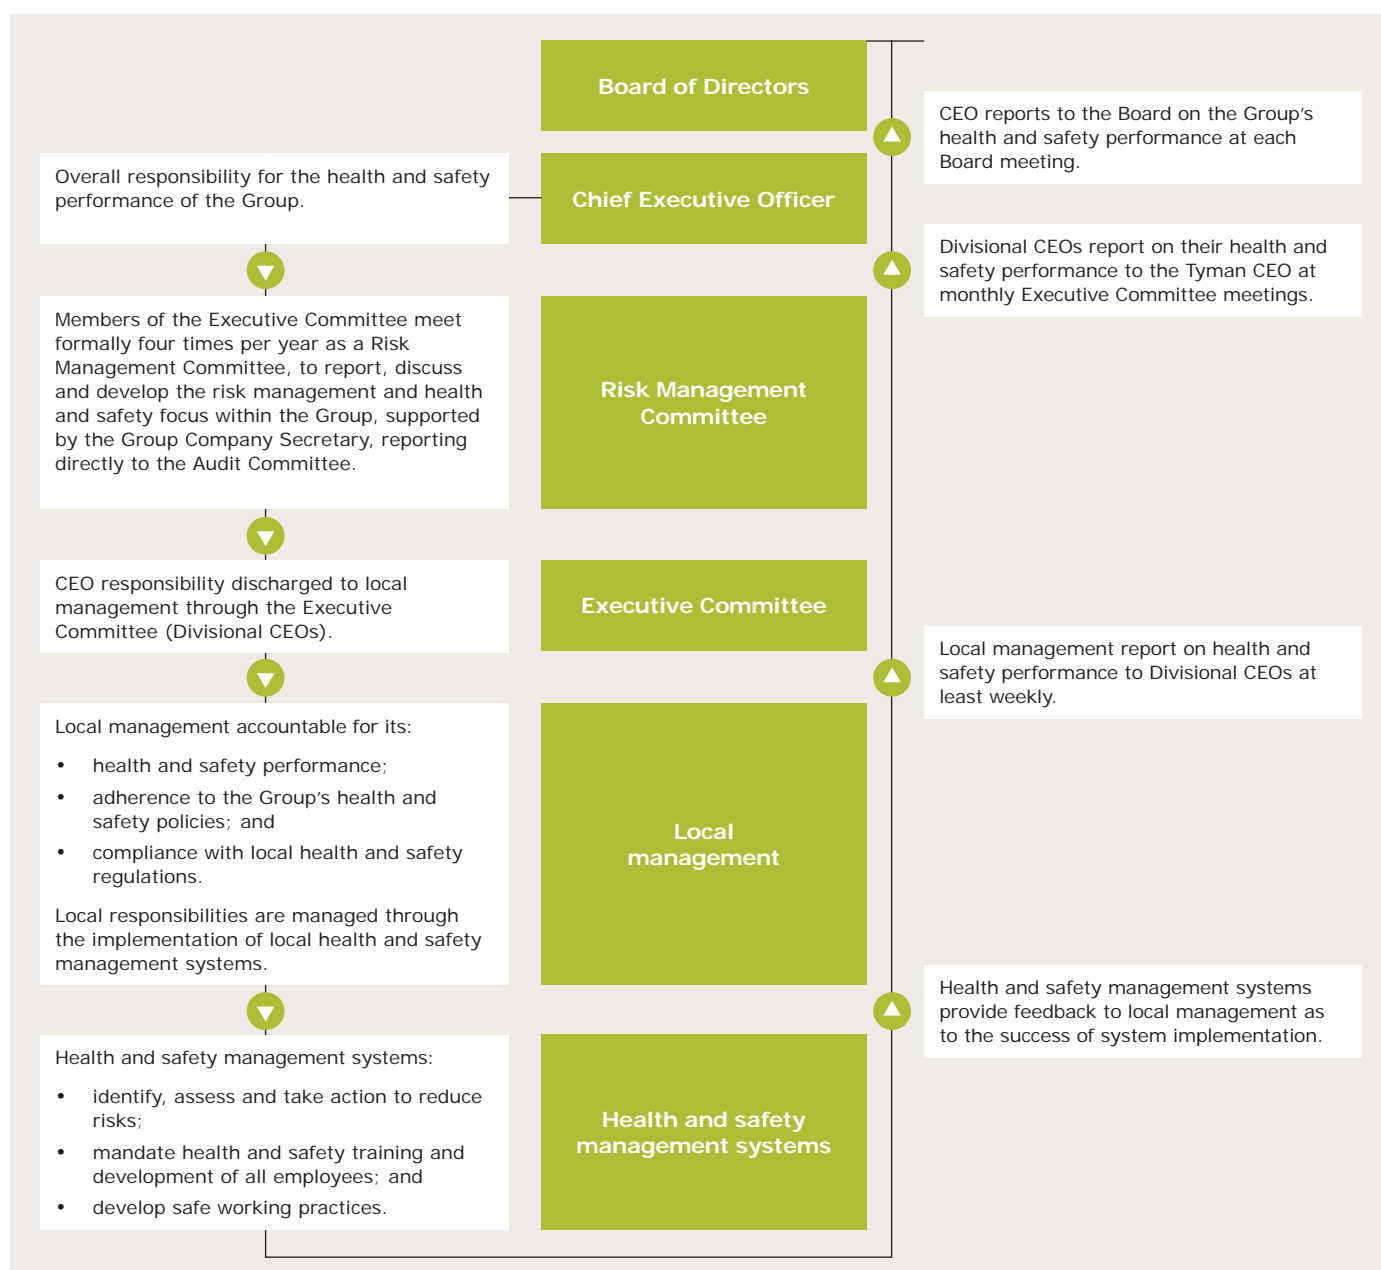 Board of Directors
CEO reports to the Board on the Group’s
health and safety performance at each
Board meeting.
Overall responsibility for the health and safety
performance of the Group.
Chief Executive Officer
Divisional CEOs report on their health and
safety performance to the Tyman CEO at
monthly Executive Committee meetings.
Members of the Executive Committee meet
formally four times per year as a Risk
Management Committee, to report, discuss
and develop the risk management and health
and safety focus within the Group, supported
by the Group Company Secretary, reporting
directly to the Audit Committee.
Risk Management
Committee
CEO responsibility discharged to local
management through the Executive
Committee (Divisional CEOs).
Executive Committee
Local management report on health and
safety performance to Divisional CEOs at
least weekly.
Local management accountable for its:
• health and safety performance;
• adherence to the Group’s health and
safety policies; and
• compliance with local health and safety
regulations.
Local responsibilities are managed through
the implementation of local health and safety
management systems.
Local
management
Health and safety management systems
provide feedback to local management as
to the success of system implementation.
Health and safety management systems:
• identify, assess and take action to reduce
risks;
• mandate health and safety training and
development of all employees; and
• develop safe working practices.
Health and safety
management systems